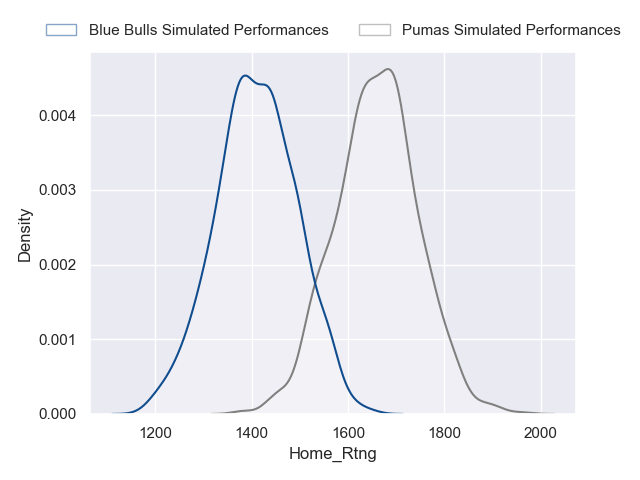 Blue Bulls Simulated Performances Pumas Simulated Performances
0.004
0.003
0.002
0.001
0.000
Density
1200 1400 1600 1800 2000
Home_Rtng